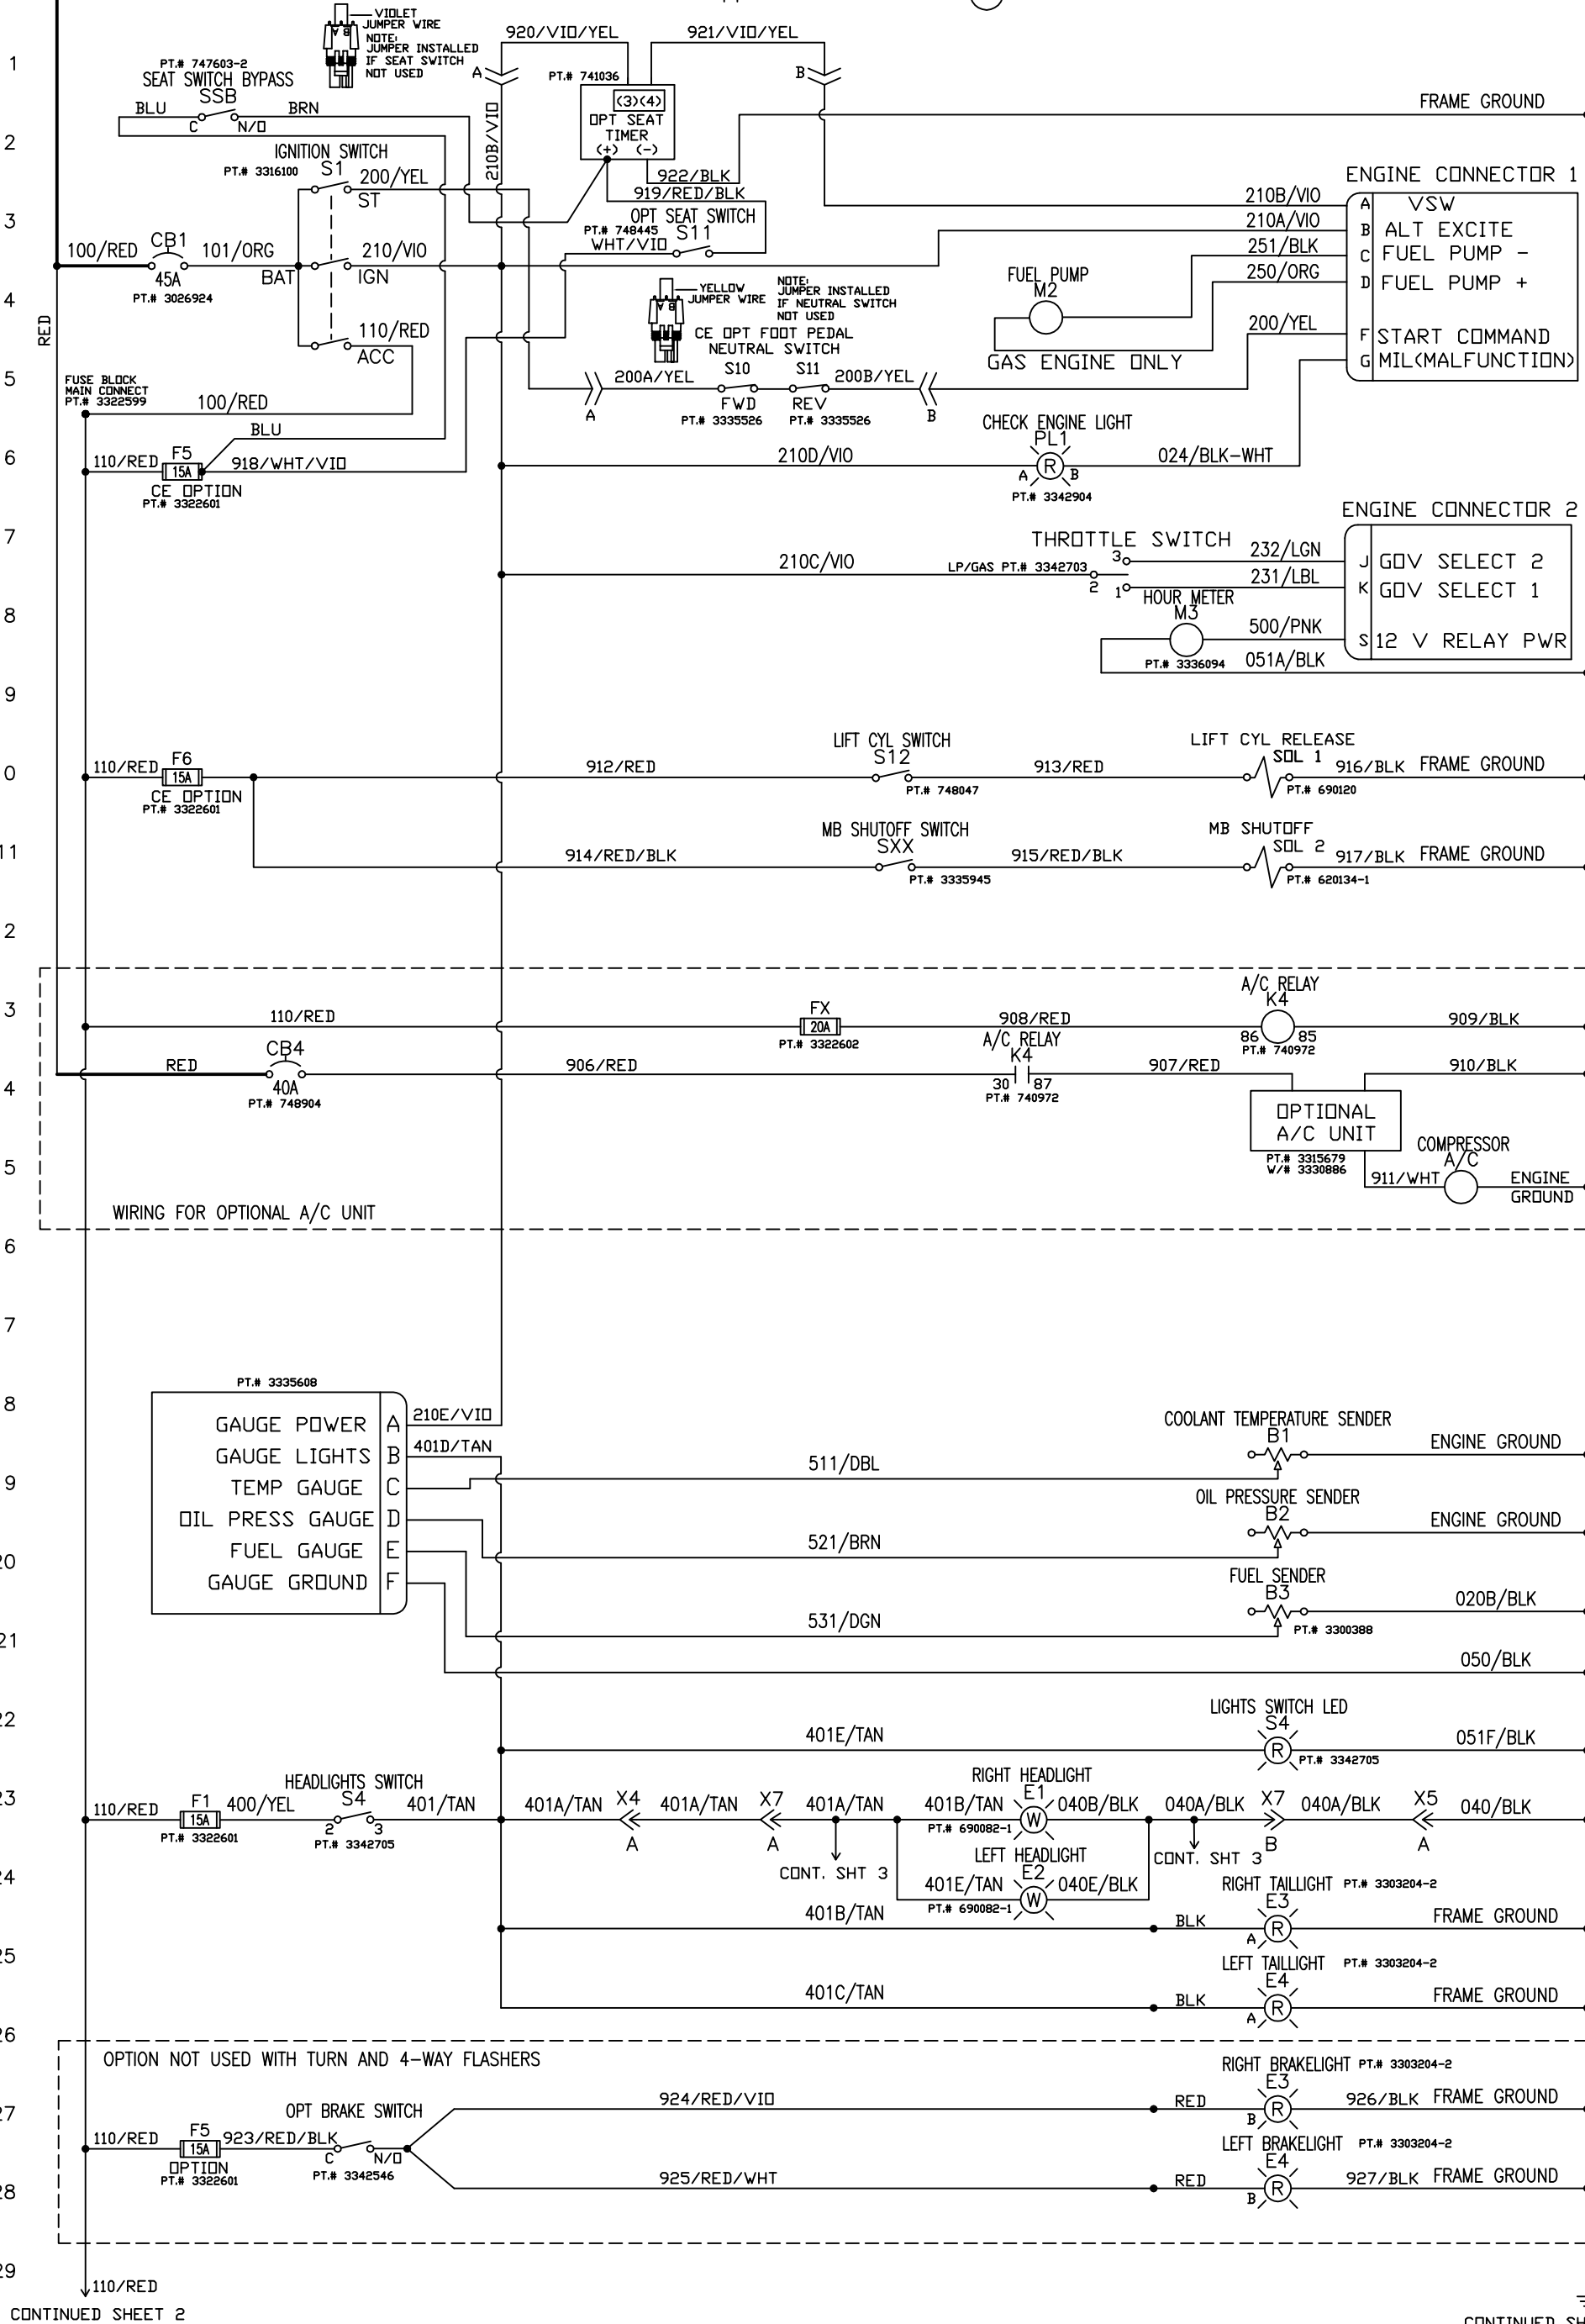 VIOLET
JUMPER WIRE
NOTE:
JUMPER INSTALLED
IF SEAT SWITCH
NOT USED
A B
920/VIO/YEL
921/VIO/YEL
1
PT.# 747603-2
SEAT SWITCH BYPASS
SSB
BLU
BRN
C
N/O
A
B
PT.# 741036
(3)(4)
OPT SEAT
TIMER
(+) (-)
210B/VIO
FRAME GROUND
2
IGNITION SWITCH
PT.# 3316100
S1
200/YEL
ST
922/BLK
919/RED/BLK
OPT SEAT SWITCH
PT.# 748445
S11
WHT/VIO
ENGINE CONNECTOR 1
210B/VIO
A
VSW
210A/VIO
B
ALT EXCITE
251/BLK
C
FUEL PUMP -
250/ORG
D
FUEL PUMP +
200/YEL
F
START COMMAND
G
MIL(MALFUNCTION)
3
100/RED
CB1
45A
PT.# 3026924
101/ORG
BAT
210/VIO
IGN
4
RED
110/RED
ACC
YELLOW
JUMPER WIRE
NOTE:
JUMPER INSTALLED
IF NEUTRAL SWITCH
NOT USED
A B
CE OPT FOOT PEDAL
NEUTRAL SWITCH
FUEL PUMP
M2
GAS ENGINE ONLY
5
FUSE BLOCK
MAIN CONNECT
PT.# 3322599
100/RED
200A/YEL
A
S10
FWD
PT.# 3335526
S11
REV
PT.# 3335526
200B/YEL
B
BLU
6
110/RED
F5
15A
CE OPTION
PT.# 3322601
918/WHT/VIO
210D/VIO
CHECK ENGINE LIGHT
PL1
A
R
B
PT.# 3342904
024/BLK-WHT
7
ENGINE CONNECTOR 2
210C/VIO
THROTTLE SWITCH
LP/GAS PT.# 3342703
3
2
1
232/LGN
J
GOV SELECT 2
231/LBL
K
GOV SELECT 1
8
HOUR METER
M3
PT.# 3336094
500/PNK
S
12 V RELAY PWR
051A/BLK
9
0
110/RED
F6
15A
CE OPTION
PT.# 3322601
912/RED
LIFT CYL SWITCH
S12
PT.# 748047
913/RED
LIFT CYL RELEASE
SOL 1
PT.# 690120
916/BLK
FRAME GROUND
11
914/RED/BLK
MB SHUTOFF SWITCH
SXX
PT.# 3335945
915/RED/BLK
MB SHUTOFF
SOL 2
PT.# 620134-1
917/BLK
FRAME GROUND
2
3
110/RED
FX
20A
PT.# 3322602
908/RED
A/C RELAY
K4
86
85
PT.# 740972
909/BLK
4
RED
CB4
40A
PT.# 748904
906/RED
A/C RELAY
K4
30
87
PT.# 740972
907/RED
910/BLK
OPTIONAL
A/C UNIT
PT.# 3315679
W/# 3330886
5
911/WHT
COMPRESSOR
A/C
ENGINE
GROUND
WIRING FOR OPTIONAL A/C UNIT
6
7
8
PT.# 3335608
GAUGE POWER A
210E/VIO
GAUGE LIGHTS B
401D/TAN
TEMP GAUGE C
OIL PRESS GAUGE D
FUEL GAUGE E
GAUGE GROUND F
COOLANT TEMPERATURE SENDER
B1
ENGINE GROUND
9
511/DBL
OIL PRESSURE SENDER
B2
ENGINE GROUND
20
521/BRN
FUEL SENDER
B3
PT.# 3300388
020B/BLK
21
531/DGN
050/BLK
22
401E/TAN
LIGHTS SWITCH LED
S4
R
PT.# 3342705
051F/BLK
23
110/RED
F1
15A
PT.# 3322601
400/YEL
HEADLIGHTS SWITCH
S4
2
3
PT.# 3342705
401/TAN
401A/TAN
X4
A
401A/TAN
X7
A
401A/TAN
CONT. SHT 3
401B/TAN
PT.# 690082-1
RIGHT HEADLIGHT
E1
W
040B/BLK
040A/BLK
CONT. SHT 3
X7
B
040A/BLK
X5
A
040/BLK
24
LEFT HEADLIGHT
E2
401E/TAN
PT.# 690082-1
W
040E/BLK
401B/TAN
RIGHT TAILLIGHT PT.# 3303204-2
E3
BLK
A
R
FRAME GROUND
25
401C/TAN
LEFT TAILLIGHT PT.# 3303204-2
E4
BLK
A
R
FRAME GROUND
26
OPTION NOT USED WITH TURN AND 4-WAY FLASHERS
27
110/RED
F5
15A
OPTION
PT.# 3322601
923/RED/BLK
OPT BRAKE SWITCH
C
N/O
PT.# 3342546
924/RED/VIO
RIGHT BRAKELIGHT PT.# 3303204-2
E3
RED
B
R
926/BLK
FRAME GROUND
28
925/RED/WHT
LEFT BRAKELIGHT PT.# 3303204-2
E4
RED
B
R
927/BLK
FRAME GROUND
29
110/RED
CONTINUED SHEET 2
CONTINUED SH